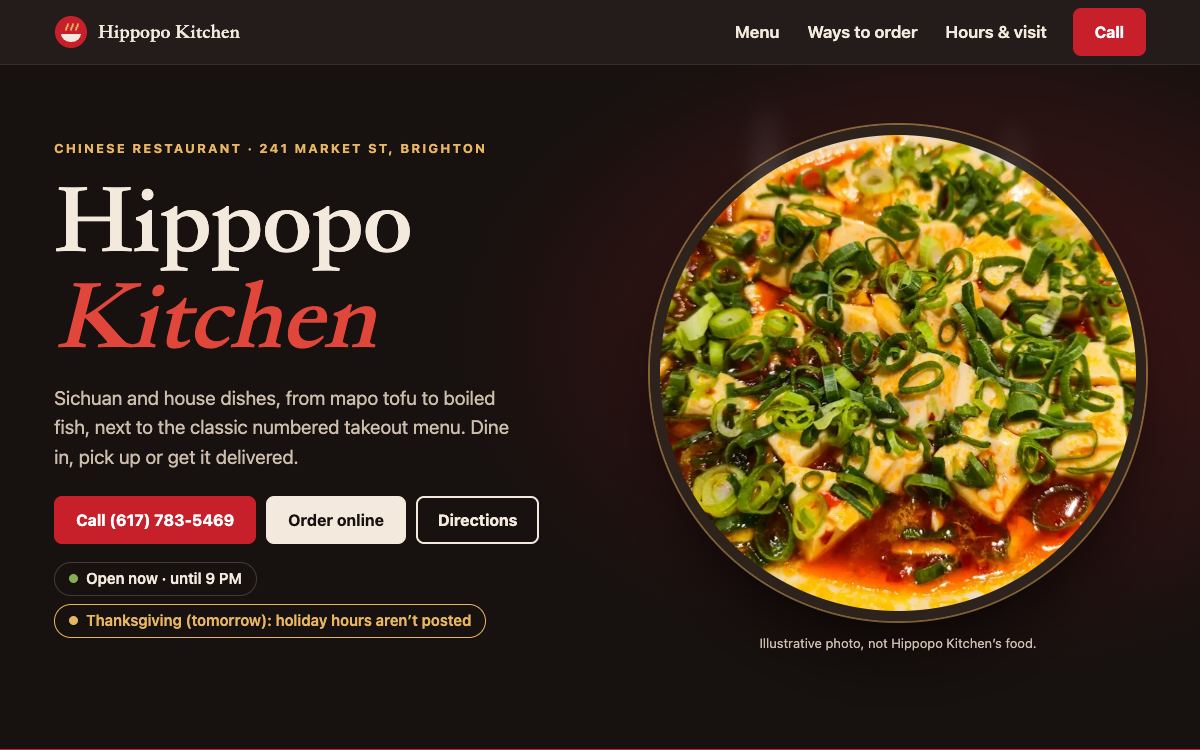 Hippopo Kitchen
Menu
Ways to order
Hours & visit
Call
CHINESE RESTAURANT · 241 MARKET ST, BRIGHTON
Hippopo
Kitchen
Sichuan and house dishes, from mapo tofu to boiled
fish, next to the classic numbered takeout menu. Dine
in, pick up or get it delivered.
Call (617) 783-5469
Order online
Directions
Open now · until 9 PM
Thanksgiving (tomorrow): holiday hours aren’t posted
Illustrative photo, not Hippopo Kitchen’s food.